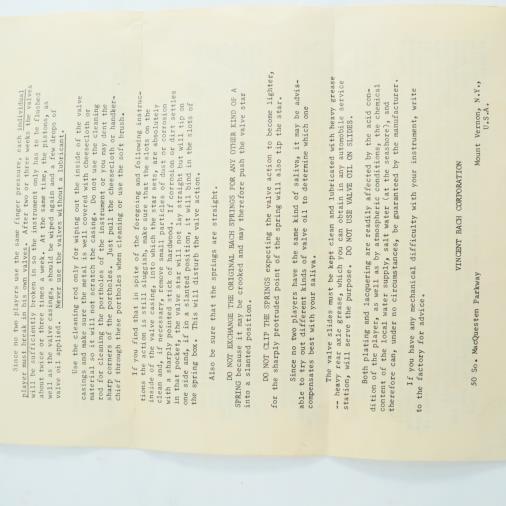 Since no two players have the same finger pressure, each individual
player must break in his own valves. After two or three weeks, the valves
will be sufficiently broken in so the instrument only has to be flushed
about two or three times a week. At the same time, the pistons, as
well as the valve casings, should be wiped again and a few drops of
valve oil applied. Never use the valves without a lubricant.
Use the cleaning rod only for wiping out the inside of the valve
casings and make sure the metal is well covered with cheesecloth or
material so it will not scratch the casing. Do not use the cleaning
rod for cleaning the portholes of the instrument as this may dent the
sharp corners of the portholes. Just pull the cheesecloth or handker-
chief through these portholes when cleaning or use the soft brush.
If you find that in spite of the foregoing and following instruc-
tions the action is still sluggish, make sure that the slots on the
inside of the valve casing, into which the star sets, are absolutely
clean and, if necessary, remove small particles of dust or corrosion
with a sharply pointed stick of hardwood. If corrosion or dirt settles
in that pocket, the valve star will not lay straight but will tip on
one side and, if in a slanted position, it will bind in the slots of
the spring box. This will disturb the valve action.
Also be sure that the springs are straight.
DO NOT EXCHANGE THE ORIGINAL BACH SPRINGS FOR ANY OTHER KIND OF A
SPRING because it may be crooked and may therefore push the valve star
into a slanted position.
DO NOT CLIP THE SPRINGS expecting the valve action to become lighter,
for the sharply protruded point of the spring will also tip the star.
Since no two players have the same kind of saliva, it may be advis-
able to try out different kinds of valve oil to determine which one
compensates best with your saliva.
The valve slides must be kept clean and lubricated with heavy grease
-- heavy rear axle grease, which you can obtain in any automobile service
station, will serve the purpose. DO NOT USE VALVE OIL ON SLIDES.
Both plating and lacquering are readily affected by the acid con-
dition of the player, as well as by atmospheric conditions, the chemical
content of the local water supply, salt water (at the seashore), and
therefore can, under no circumstances, be guaranteed by the manufacturer.
If you have any mechanical difficulty with your instrument, write
to the factory for advice.
VINCENT BACH CORPORATION
50 So. MacQuesten Parkway Mount Vernon, N.Y.,
U.S.A.